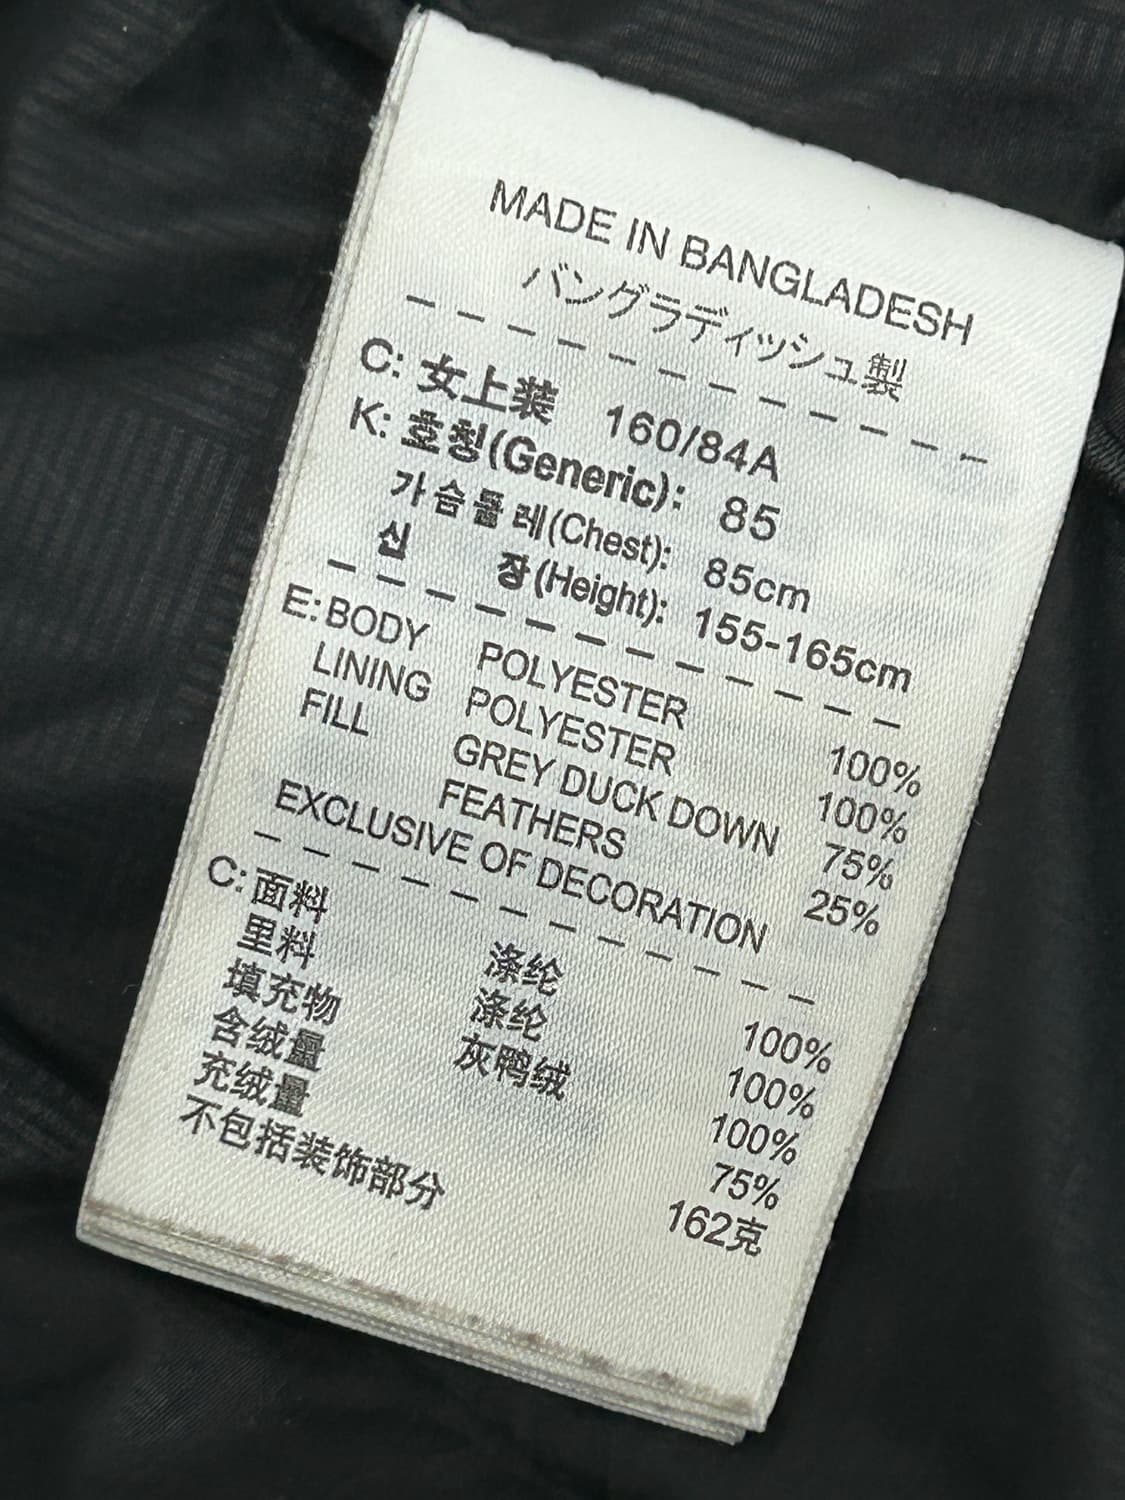 MADE IN BANGLADESH
バングラディッシュ製
C: 女上装 160/84A
K: 호칭(Generic): 85
가슴둘레(Chest): 85cm
신 장(Height): 155-165cm
E: BODY POLYESTER 100%
LINING POLYESTER 100%
FILL GREY DUCK DOWN 75%
FEATHERS 25%
EXCLUSIVE OF DECORATION
C: 面料 涤纶 100%
里料 涤纶 100%
填充物 灰鸭绒 100%
含绒量 75%
充绒量 162克
不包括装饰部分